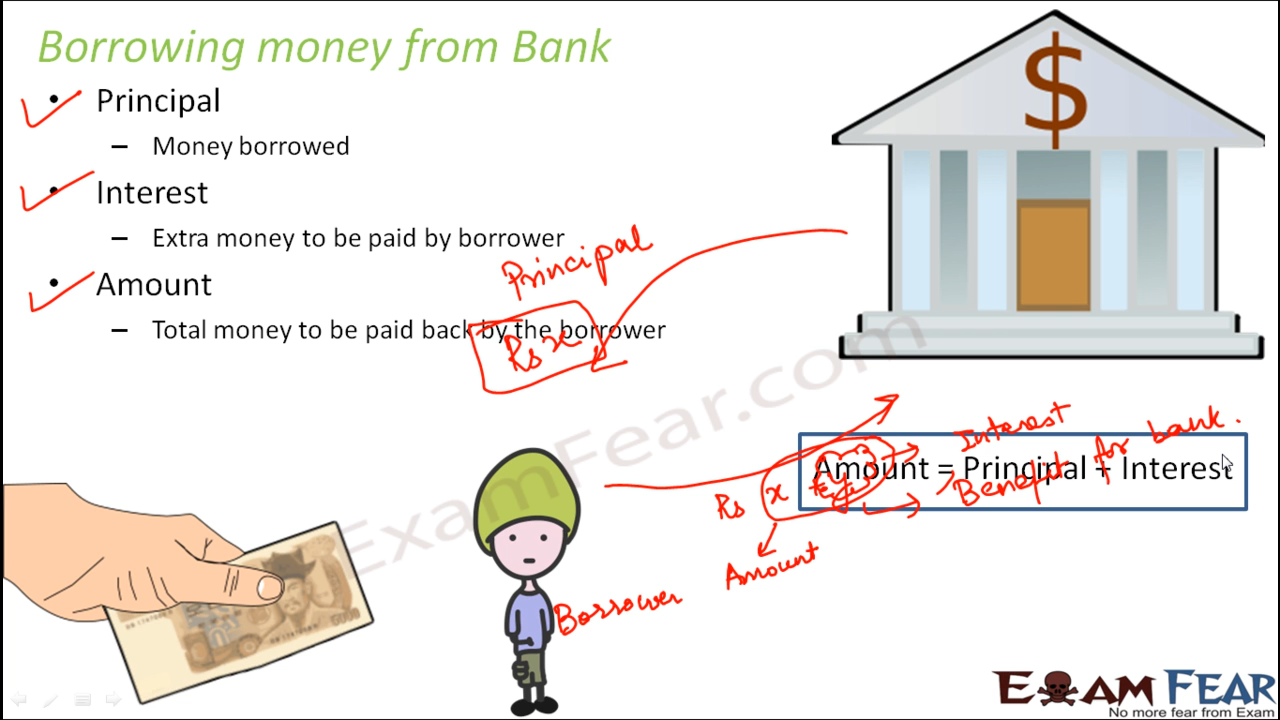 Borrowing money from Bank
• Principal
– Money borrowed
• Interest
– Extra money to be paid by borrower
• Amount
– Total money to be paid back by the borrower
$
Principal
Rs x
Interest
Benefit for bank.
Amount = Principal + Interest
Rs x + y
Amount
Borrower
ExamFear.com
EXAM FEAR
No more fear from Exam